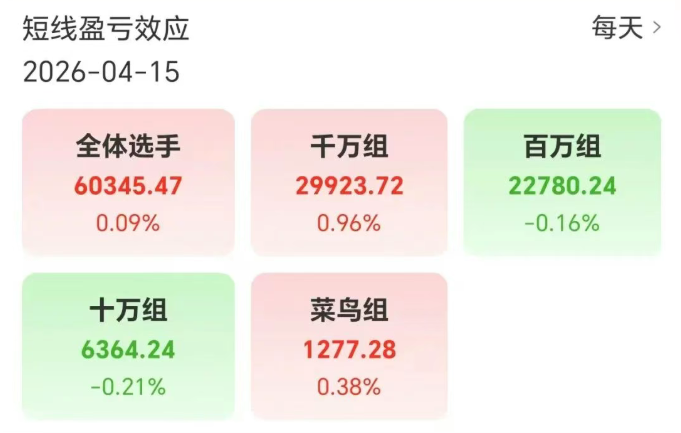 短线盈亏效应
每天
2026-04-15
全体选手
60345.47
0.09%
千万组
29923.72
0.96%
百万组
22780.24
-0.16%
十万组
6364.24
-0.21%
菜鸟组
1277.28
0.38%